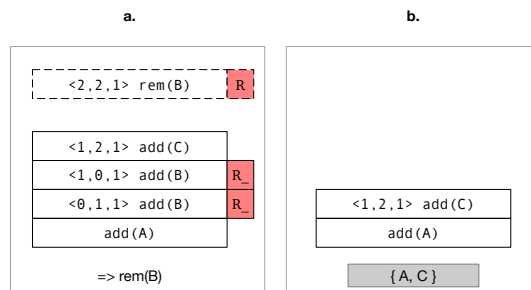 a.
<2,2,1> rem(B) R
<1,2,1> add(C)
<1,0,1> add(B) R_
<0,1,1> add(B) R_
add(A)
=> rem(B)
b.
<1,2,1> add(C)
add(A)
{ A, C }